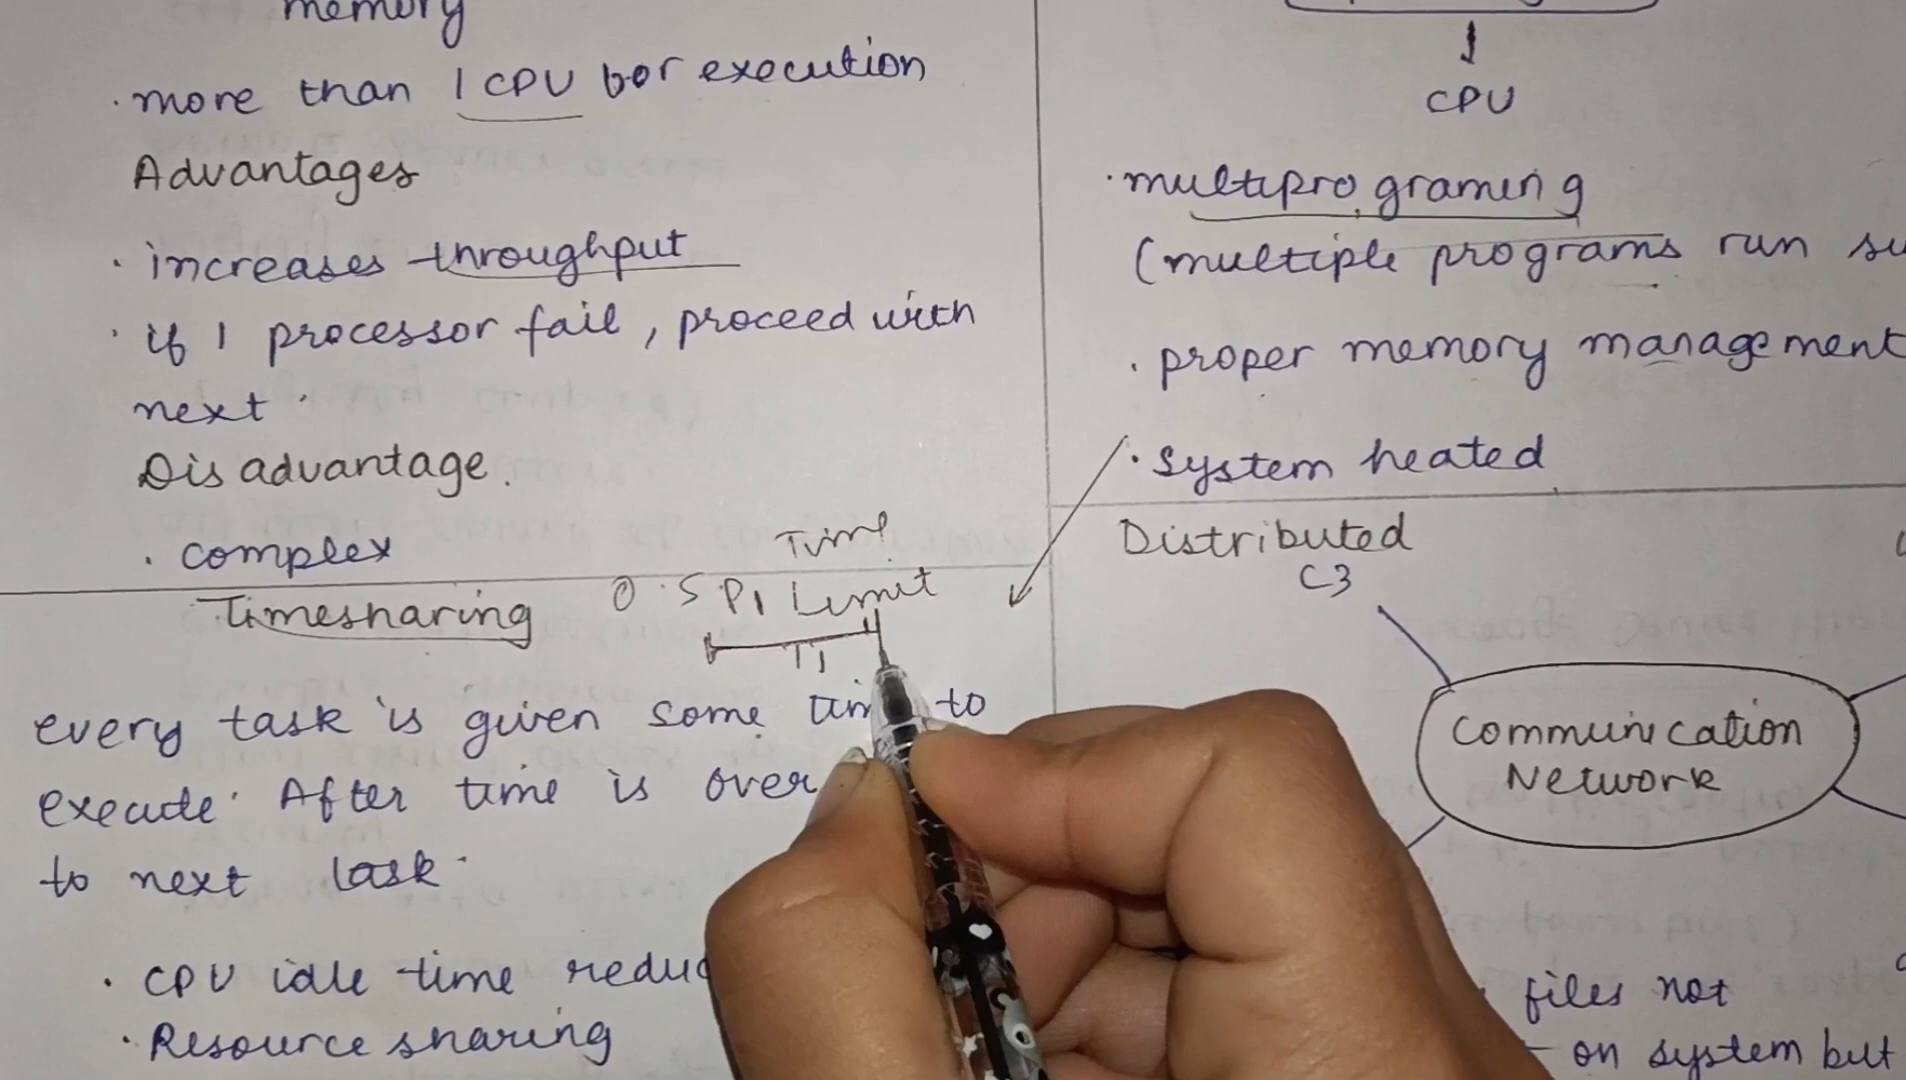 memory
. more than 1 CPU for execution
Advantages
. increases throughput
. if 1 processor fail, proceed with
next.
Disadvantage.
. complex
Timesharing
O.S P1 Time Limit
T1
every task is given some time to
execute. After time is over
to next task.
. CPU idle time reduc
. Resource sharing
CPU
. multiprograming
(multiple programs run
. proper memory management
. system heated
Distributed
C3
Communication
Network
files not
on system but